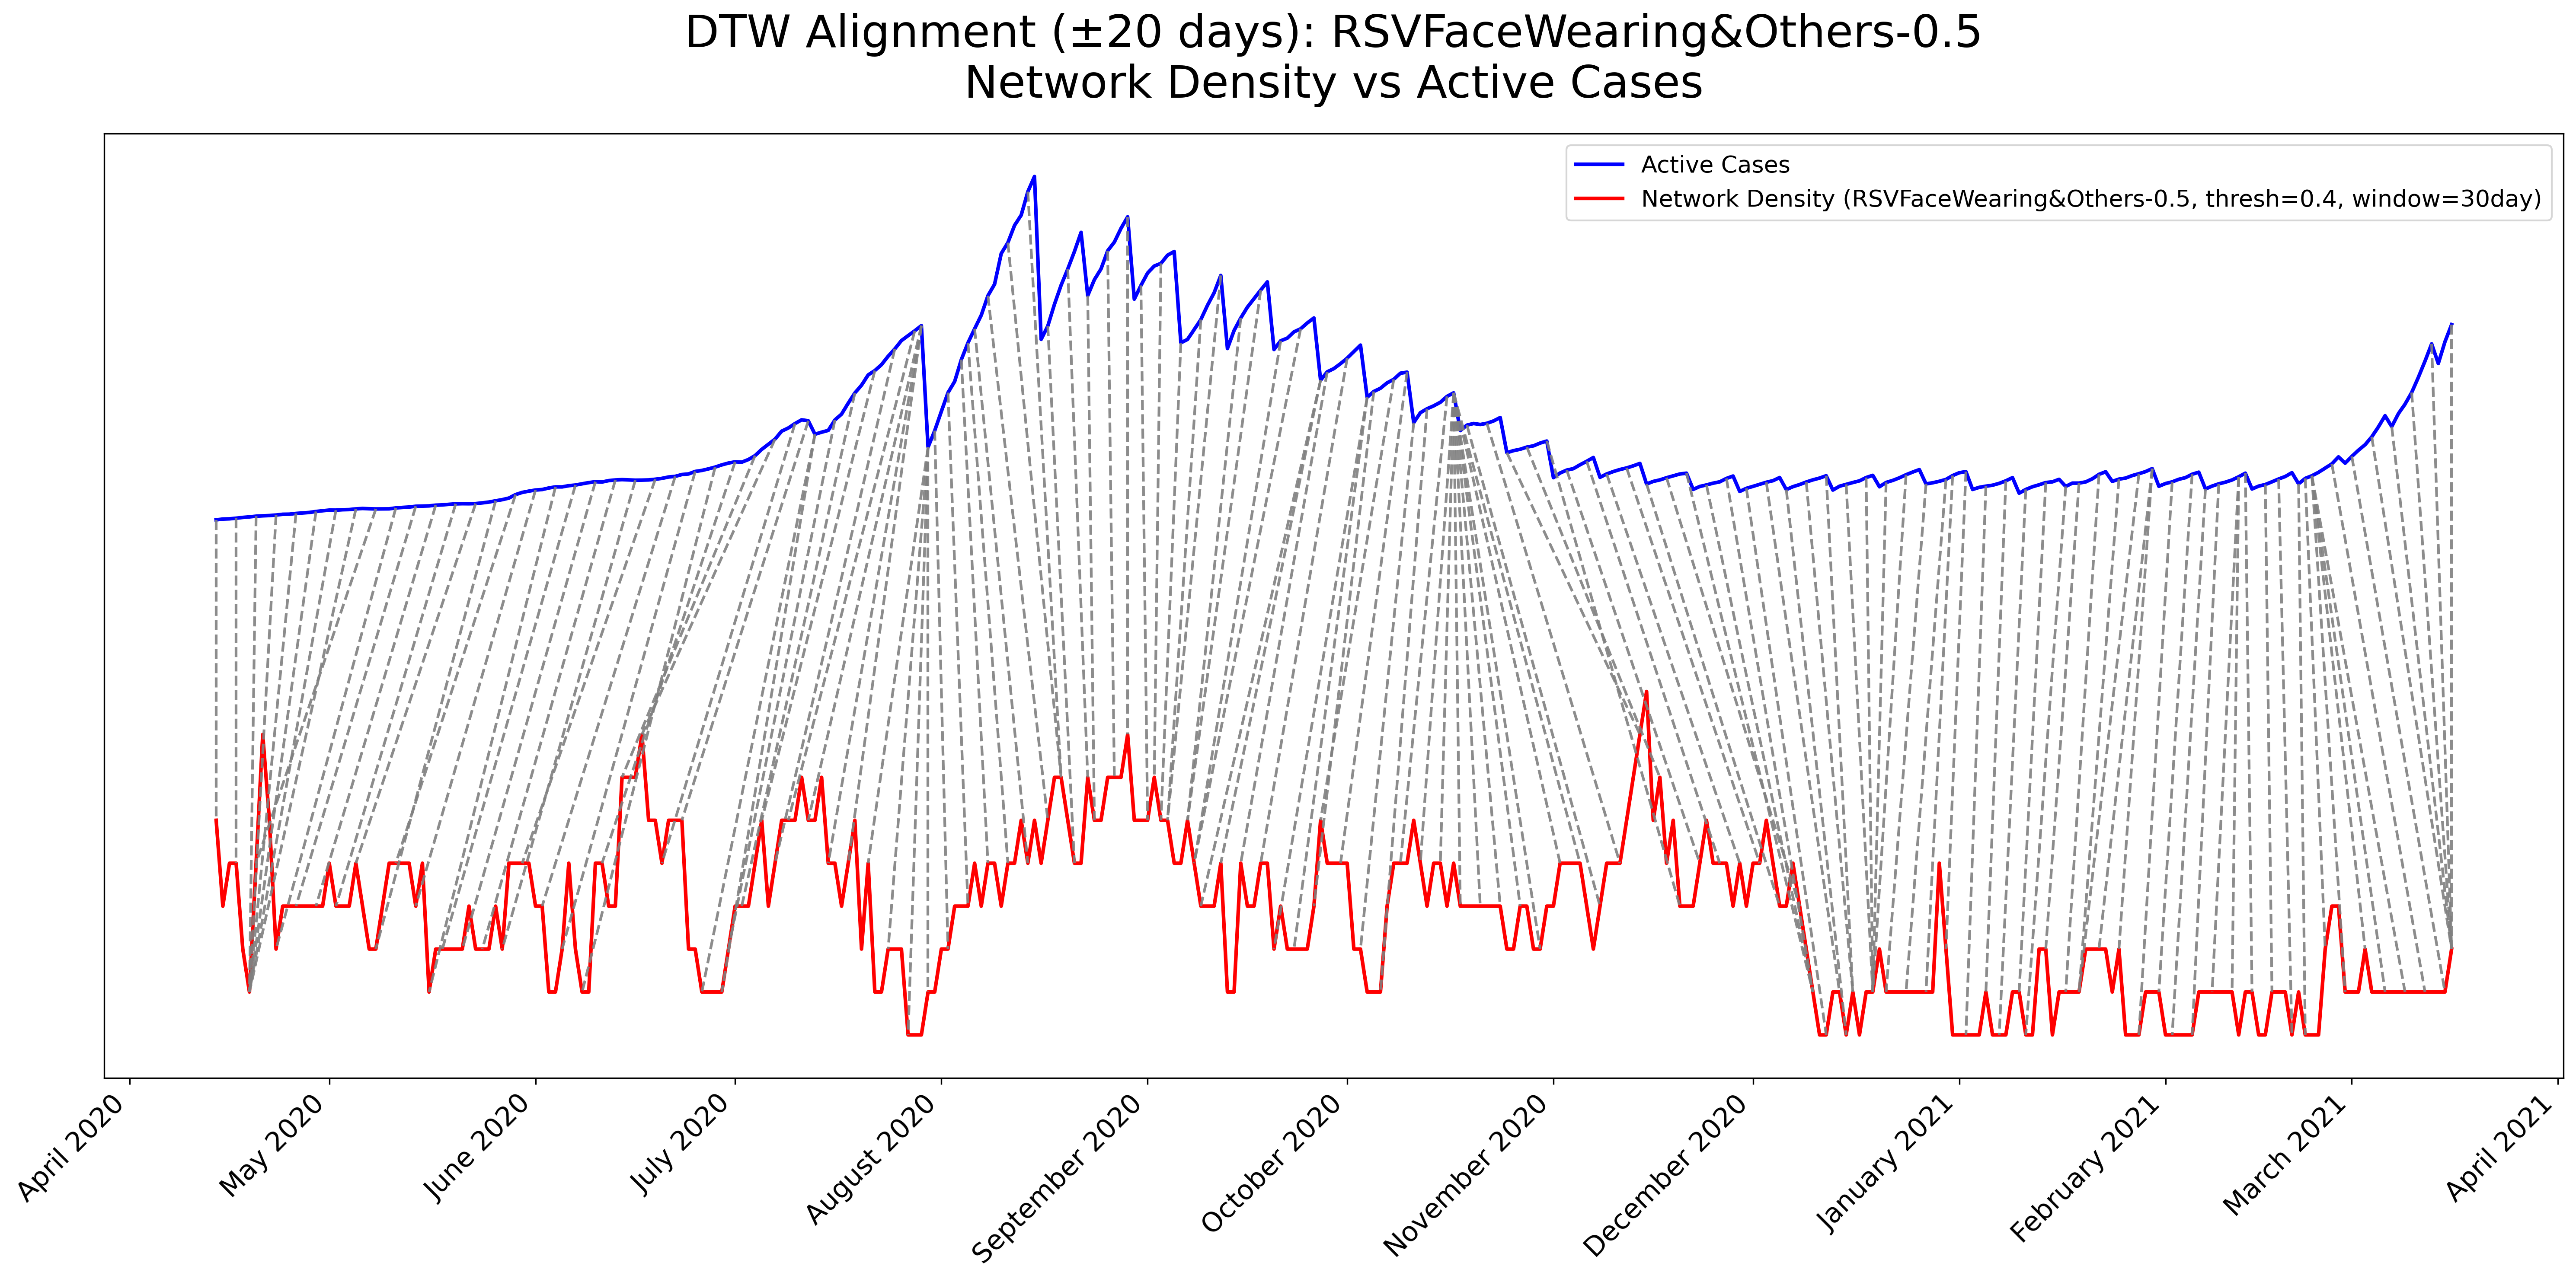 DTW Alignment (±20 days): RSVFaceWearing&Others-0.5
Network Density vs Active Cases
Active Cases
Network Density (RSVFaceWearing&Others-0.5, thresh=0.4, window=30day)
April 2020
May 2020
June 2020
July 2020
August 2020
September 2020
October 2020
November 2020
December 2020
January 2021
February 2021
March 2021
April 2021